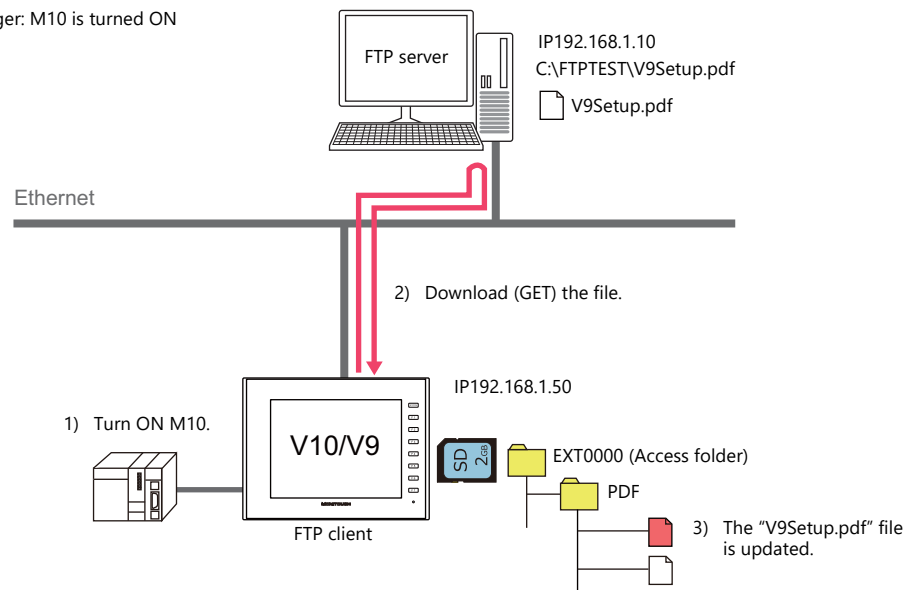 ger: M10 is turned ON
FTP server
IP192.168.1.10
C:\FTPTEST\V9Setup.pdf
V9Setup.pdf
Ethernet
2) Download (GET) the file.
IP192.168.1.50
1) Turn ON M10.
V10/V9
SD
2GB
EXT0000 (Access folder)
PDF
FTP client
3) The “V9Setup.pdf” file
is updated.